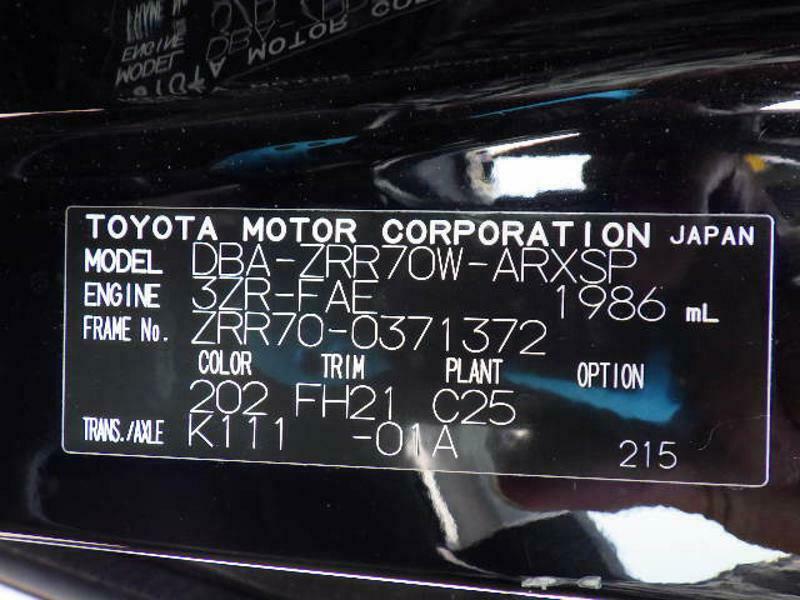 TOYOTA MOTOR CORPORATION JAPAN
MODEL DBA-ZRR70W-ARXSP
ENGINE 3ZR-FAE 1986 mL
FRAME No. ZRR70-0371372
COLOR TRIM PLANT OPTION
202 FH21 C25
TRANS./AXLE K111 -01A 215